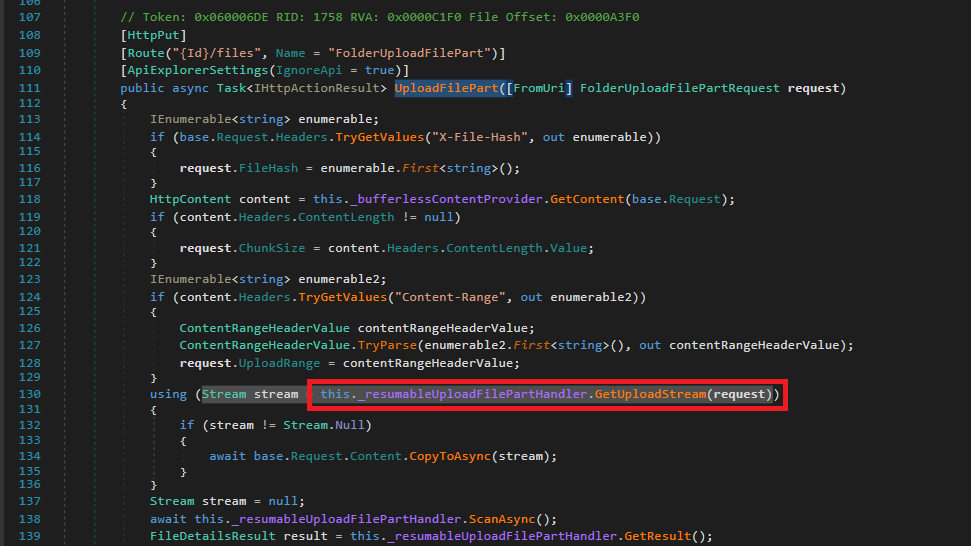 106
107 // Token: 0x060006DE RID: 1758 RVA: 0x0000C1F0 File Offset: 0x0000A3F0
108 [HttpPut]
109 [Route("{Id}/files", Name = "FolderUploadFilePart")]
110 [ApiExplorerSettings(IgnoreApi = true)]
111 public async Task<IHttpActionResult> UploadFilePart([FromUri] FolderUploadFilePartRequest request)
112 {
113 IEnumerable<string> enumerable;
114 if (base.Request.Headers.TryGetValues("X-File-Hash", out enumerable))
115 {
116 request.FileHash = enumerable.First<string>();
117 }
118 HttpContent content = this._bufferlessContentProvider.GetContent(base.Request);
119 if (content.Headers.ContentLength != null)
120 {
121 request.ChunkSize = content.Headers.ContentLength.Value;
122 }
123 IEnumerable<string> enumerable2;
124 if (content.Headers.TryGetValues("Content-Range", out enumerable2))
125 {
126 ContentRangeHeaderValue contentRangeHeaderValue;
127 ContentRangeHeaderValue.TryParse(enumerable2.First<string>(), out contentRangeHeaderValue);
128 request.UploadRange = contentRangeHeaderValue;
129 }
130 using (Stream stream = this._resumableUploadFilePartHandler.GetUploadStream(request))
131 {
132 if (stream != Stream.Null)
133 {
134 await base.Request.Content.CopyToAsync(stream);
135 }
136 }
137 Stream stream = null;
138 await this._resumableUploadFilePartHandler.ScanAsync();
139 FileDetailsResult result = this._resumableUploadFilePartHandler.GetResult();